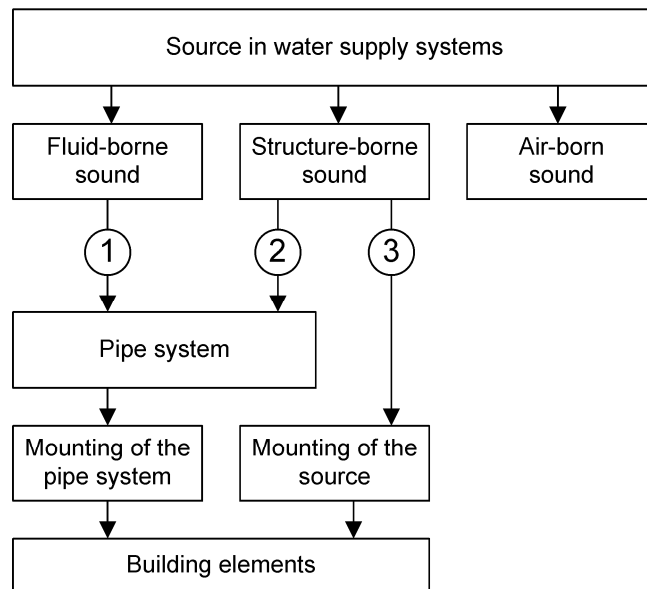 Source in water supply systems
Fluid-borne
sound
Structure-borne
sound
Air-born
sound
1
2
3
Pipe system
Mounting of the
pipe system
Mounting of the
source
Building elements